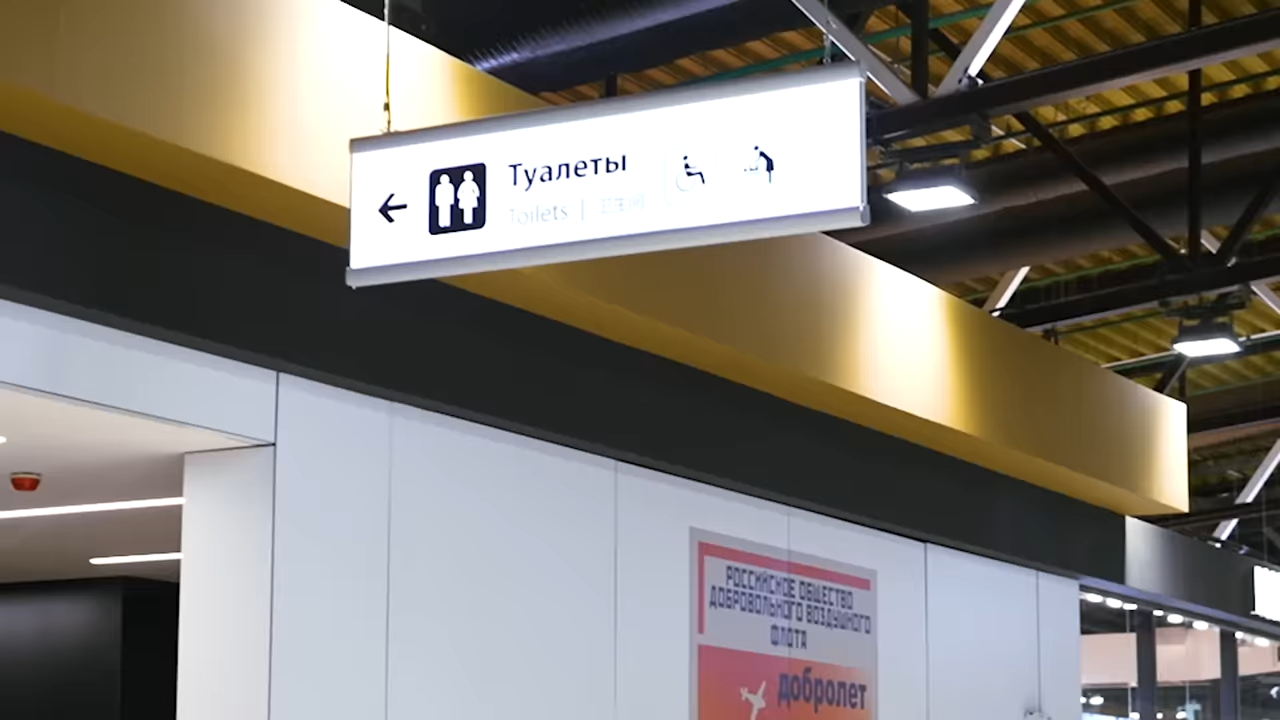 Туалеты
Toilets | 卫生间
РОССИЙСКОЕ ОБЩЕСТВО
ДОБРОВОЛЬНОГО ВОЗДУШНОГО
ФЛОТА
добролет